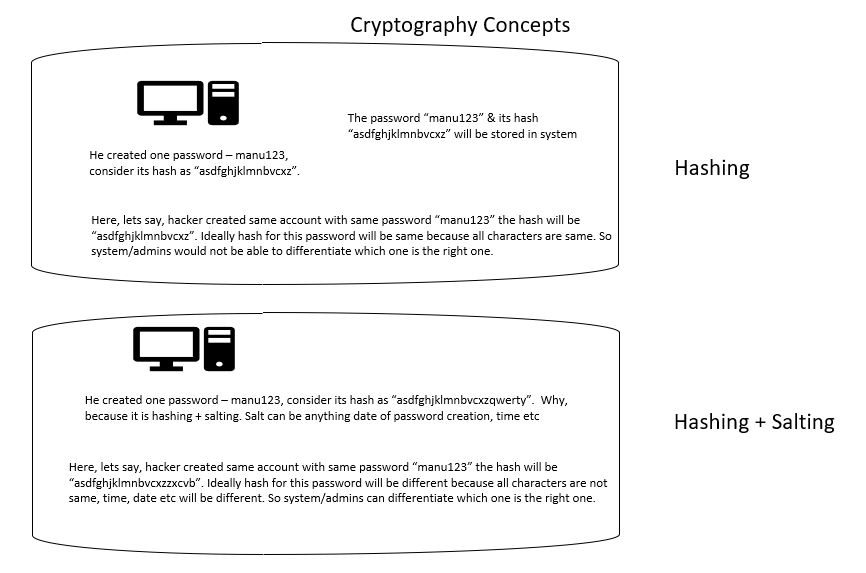 Cryptography Concepts
The password “manu123” & its hash
“asdfghjklmnbvcxz” will be stored in system
He created one password – manu123,
consider its hash as “asdfghjklmnbvcxz”.
Hashing
Here, lets say, hacker created same account with same password “manu123” the hash will be
“asdfghjklmnbvcxz”. Ideally hash for this password will be same because all characters are same. So
system/admins would not be able to differentiate which one is the right one.
He created one password – manu123, consider its hash as “asdfghjklmnbvcxzqwerty”.  Why,
because it is hashing + salting. Salt can be anything date of password creation, time etc
Hashing + Salting
Here, lets say, hacker created same account with same password “manu123” the hash will be
“asdfghjklmnbvcxzzxcvb”. Ideally hash for this password will be different because all characters are not
same, time, date etc will be different. So system/admins can differentiate which one is the right one.